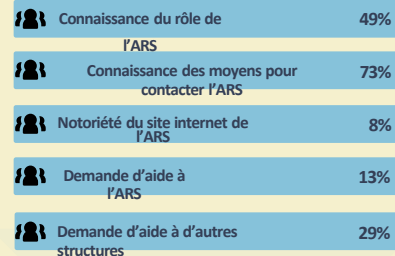 Connaissance du rôle de 49%
l’ARS
Connaissance des moyens pour 73%
contacter l’ARS
Notoriété du site internet de 8%
l’ARS
Demande d’aide à 13%
l’ARS
Demande d’aide à d’autres 29%
structures